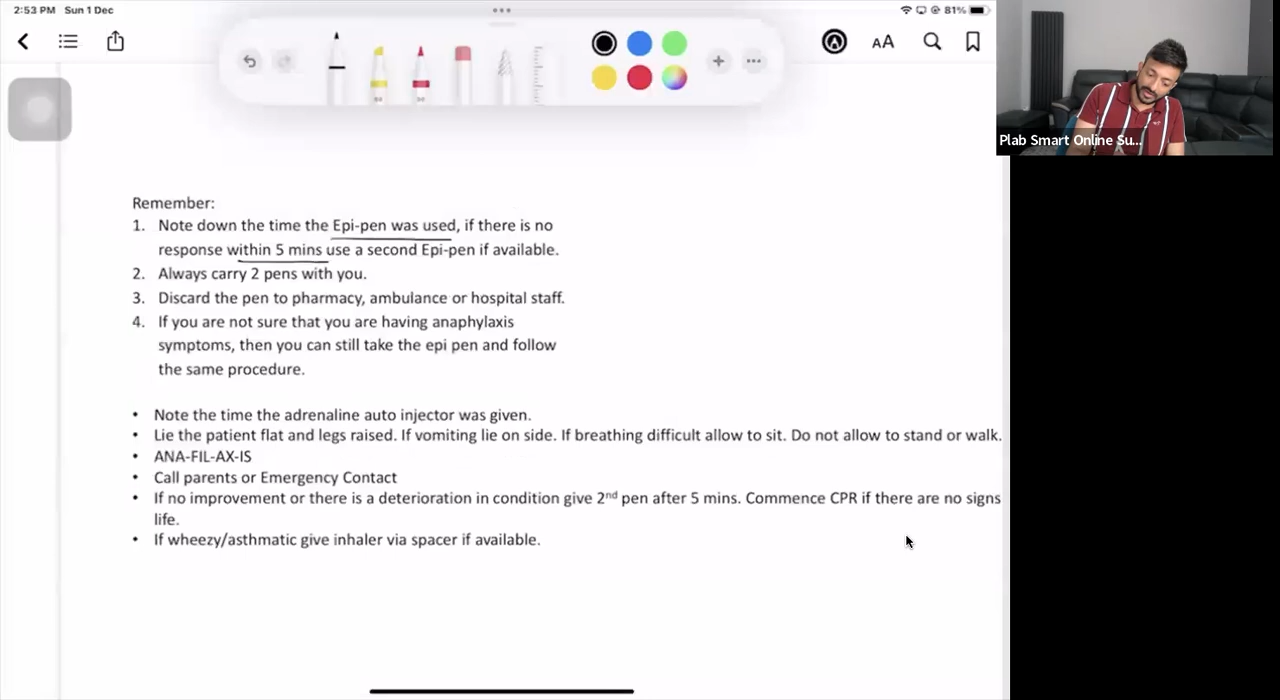 2:53 PM Sun 1 Dec
81%
AA
Plab Smart Online Su...
Remember:
1. Note down the time the Epi-pen was used, if there is no
response within 5 mins use a second Epi-pen if available.
2. Always carry 2 pens with you.
3. Discard the pen to pharmacy, ambulance or hospital staff.
4. If you are not sure that you are having anaphylaxis
symptoms, then you can still take the epi pen and follow
the same procedure.
• Note the time the adrenaline auto injector was given.
• Lie the patient flat and legs raised. If vomiting lie on side. If breathing difficult allow to sit. Do not allow to stand or walk.
• ANA-FIL-AX-IS
• Call parents or Emergency Contact
• If no improvement or there is a deterioration in condition give 2nd pen after 5 mins. Commence CPR if there are no signs
life.
• If wheezy/asthmatic give inhaler via spacer if available.